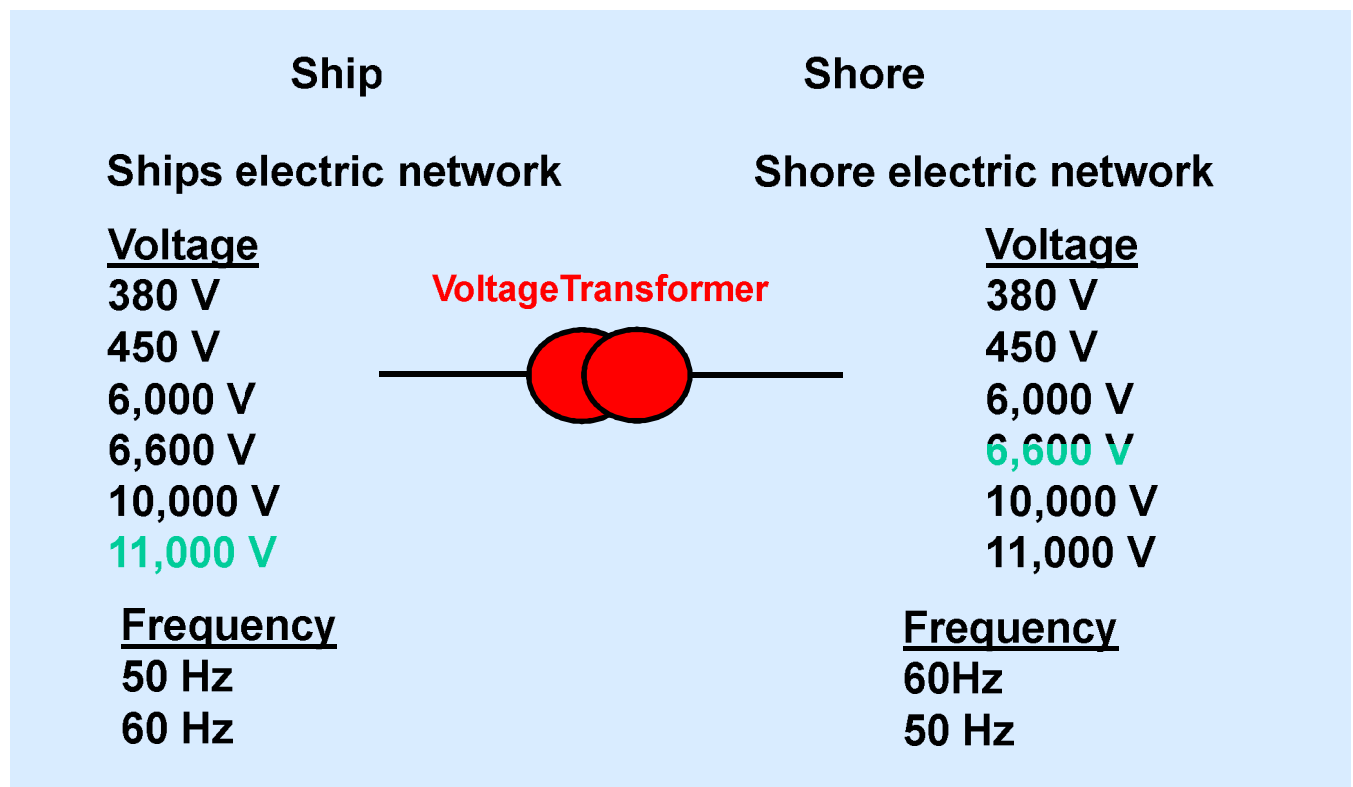 Ship
Shore
Ships electric network
Shore electric network
Voltage
380 V
450 V
6,000 V
6,600 V
10,000 V
11,000 V
VoltageTransformer
Voltage
380 V
450 V
6,000 V
6,600 V
10,000 V
11,000 V
Frequency
50 Hz
60 Hz
Frequency
60Hz
50 Hz